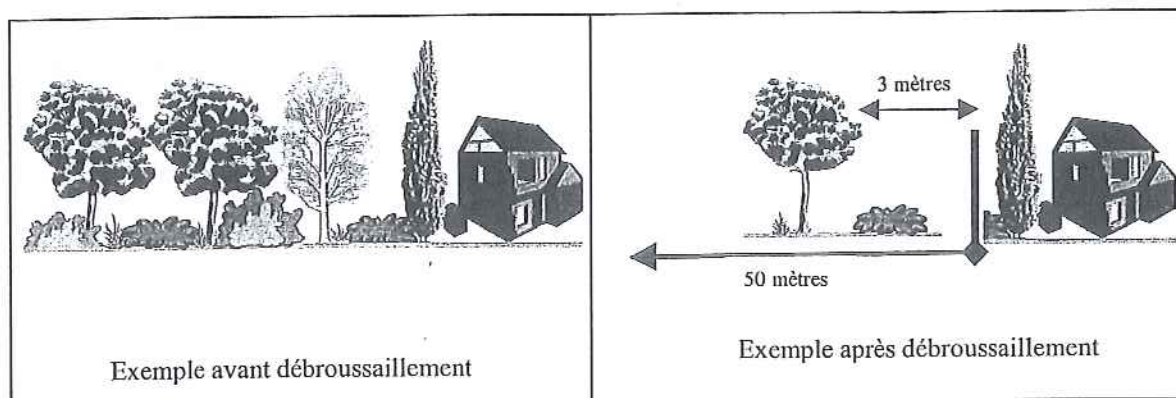 Exemple avant débroussaillement
3 mètres
50 mètres
Exemple après débroussaillement